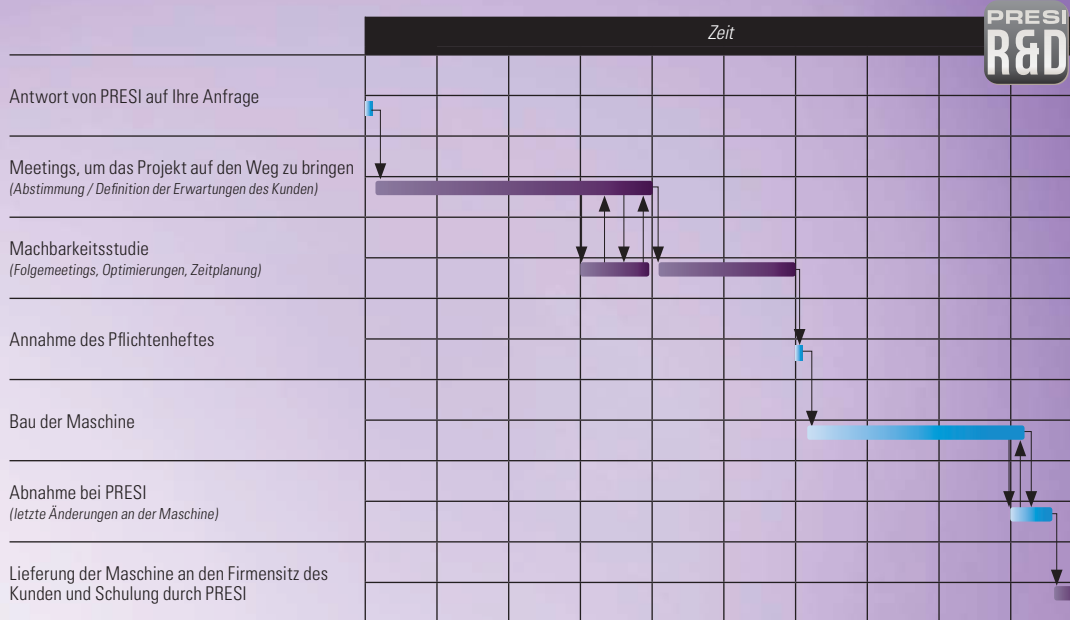 Zeit
PRESI
R&D
Antwort von PRESI auf Ihre Anfrage
Meetings, um das Projekt auf den Weg zu bringen
(Abstimmung / Definition der Erwartungen des Kunden)
Machbarkeitsstudie
(Folgemeetings, Optimierungen, Zeitplanung)
Annahme des Pflichtenheftes
Bau der Maschine
Abnahme bei PRESI
(letzte Änderungen an der Maschine)
Lieferung der Maschine an den Firmensitz des
Kunden und Schulung durch PRESI